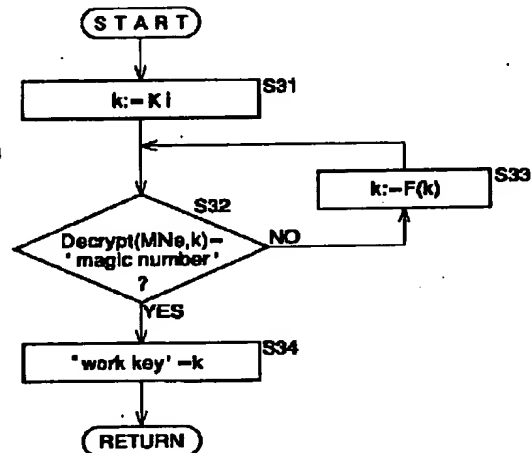 START
S31
k:=Ki
S33
k:=F(k)
S32
Decrypt(MNe,k)=
'magic number'
?
NO
YES
S34
'work key'=k
RETURN